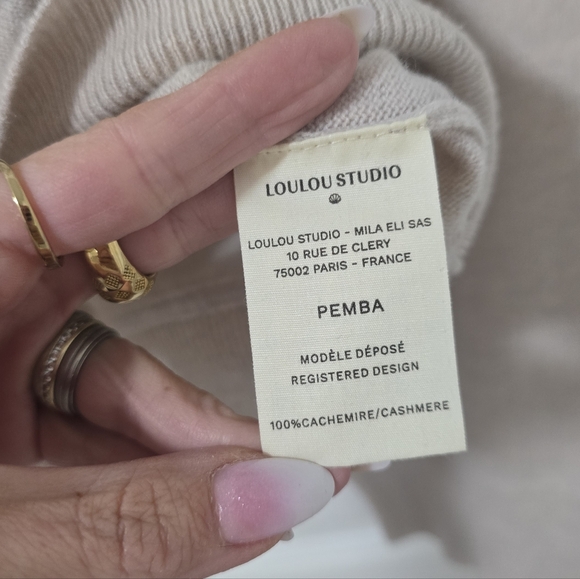 LOULOU STUDIO
LOULOU STUDIO - MILA ELI SAS
10 RUE DE CLERY
75002 PARIS - FRANCE
PEMBA
MODÈLE DÉPOSÉ
REGISTERED DESIGN
100%CACHEMIRE/CASHMERE